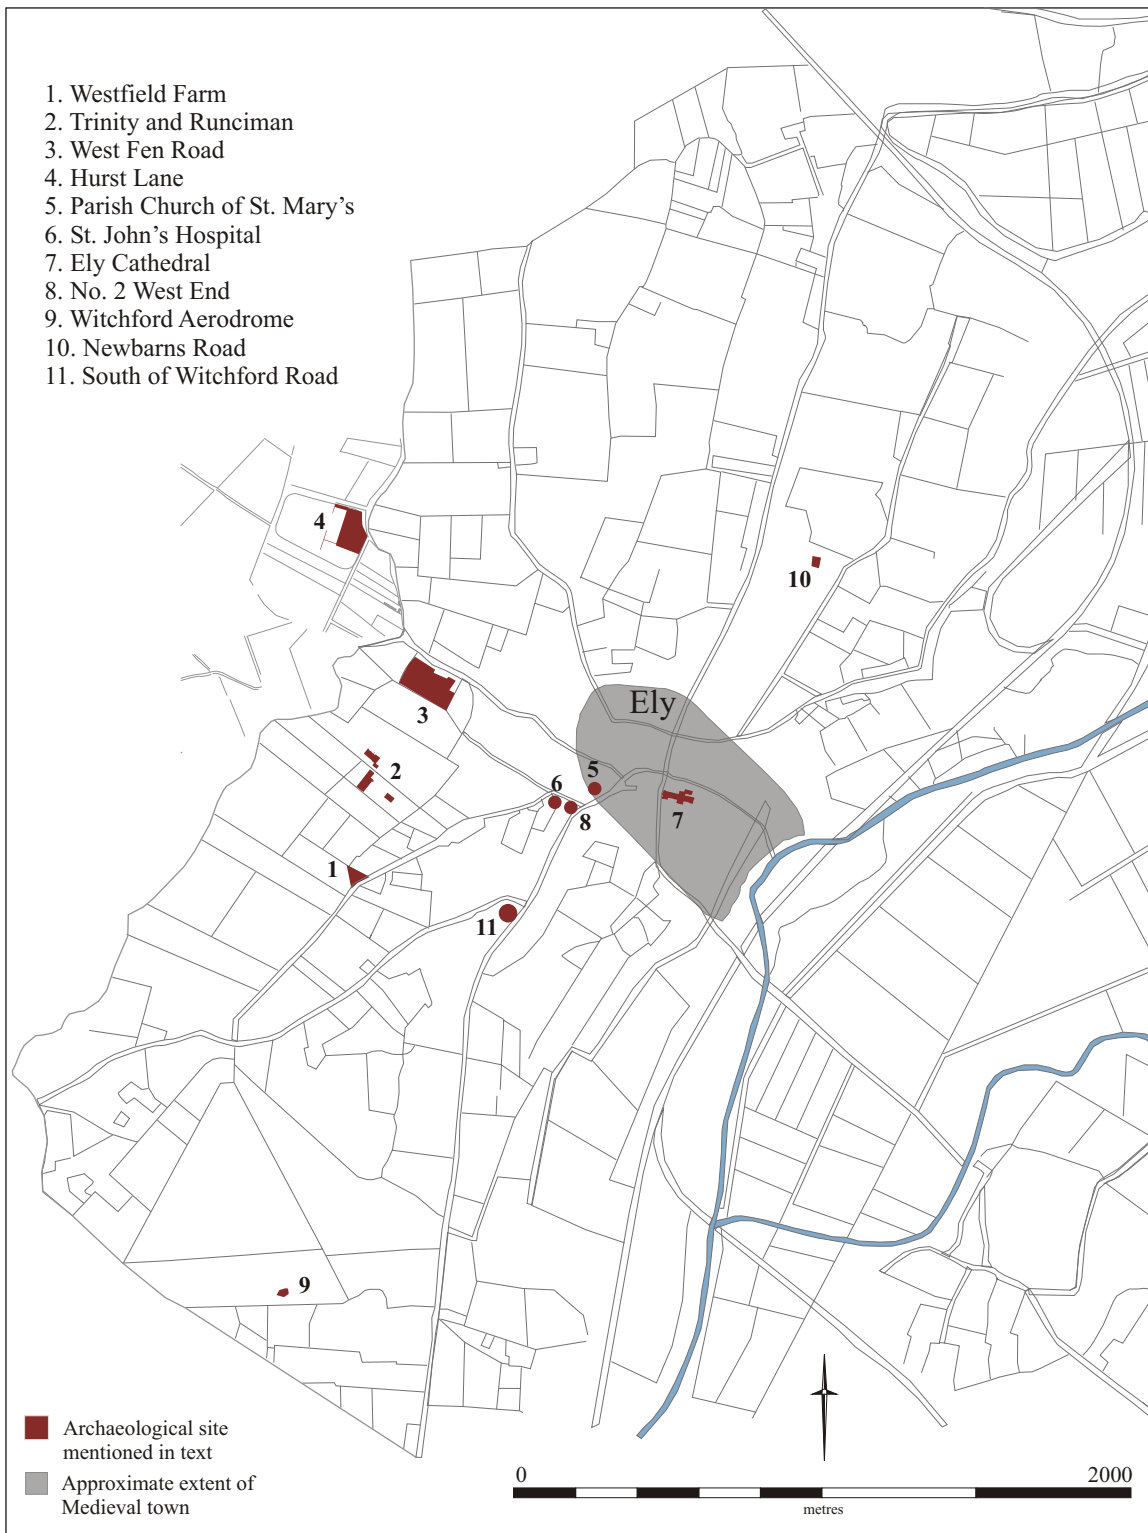 1. Westfield Farm
2. Trinity and Runciman
3. West Fen Road
4. Hurst Lane
5. Parish Church of St. Mary’s
6. St. John’s Hospital
7. Ely Cathedral
8. No. 2 West End
9. Witchford Aerodrome
10. Newbarns Road
11. South of Witchford Road
4
10
Ely
3
2
5
6
8
7
1
11
9
Archaeological site
mentioned in text
Approximate extent of
Medieval town
0
2000
metres